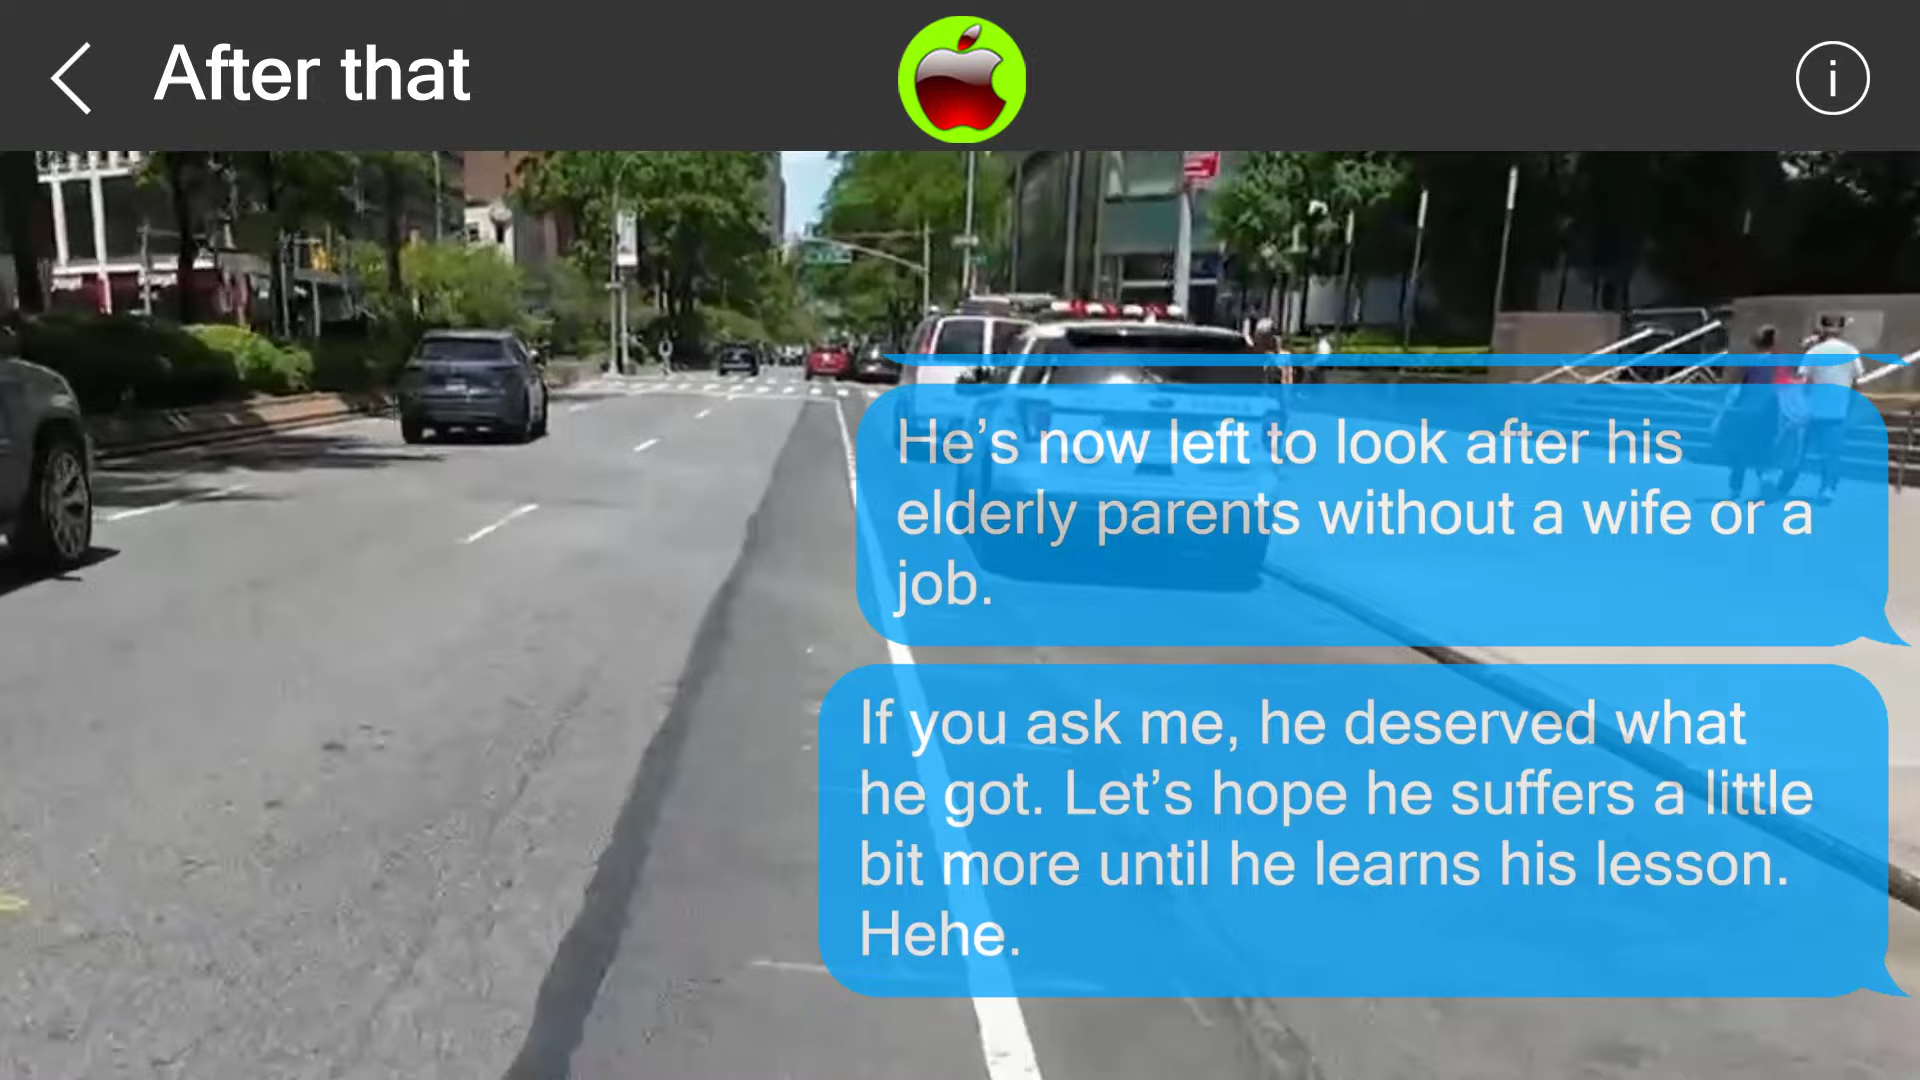 After that
He’s now left to look after his
elderly parents without a wife or a
job.
If you ask me, he deserved what
he got. Let’s hope he suffers a little
bit more until he learns his lesson.
Hehe.